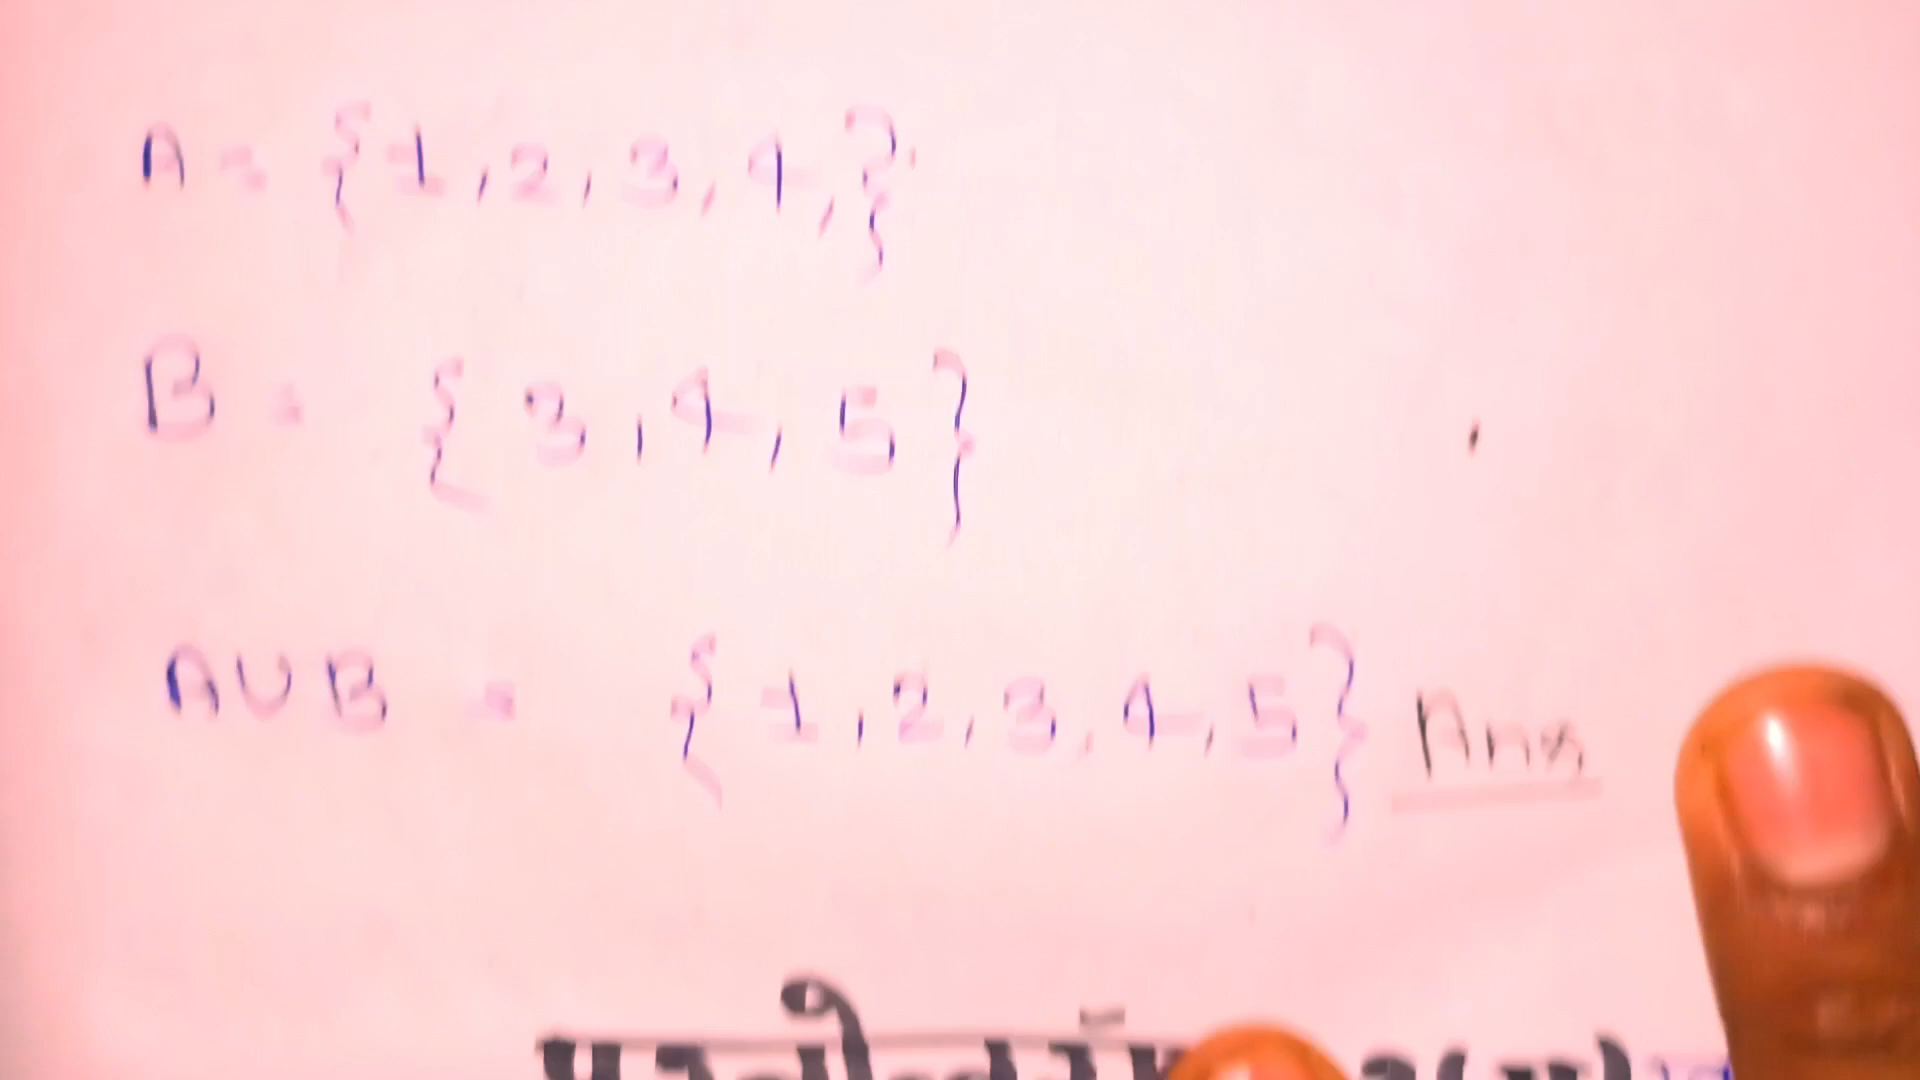 A = {1, 2, 3, 4, }
B = { 3, 4, 5 }
A U B = { 1, 2, 3, 4, 5 } Ans